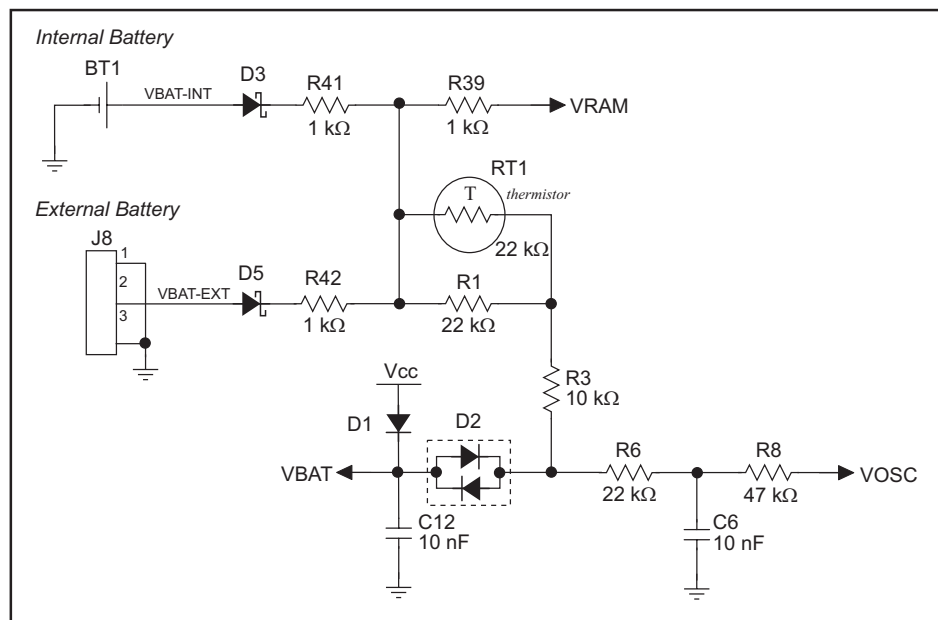 Internal Battery
BT1
VBAT-INT
D3
R41
1 kΩ
R39
1 kΩ
VRAM
RT1
T
thermistor
22 kΩ
External Battery
J8
1
2
3
VBAT-EXT
D5
R42
1 kΩ
R1
22 kΩ
R3
10 kΩ
Vcc
D1
D2
VBAT
C12
10 nF
R6
22 kΩ
R8
47 kΩ
VOSC
C6
10 nF